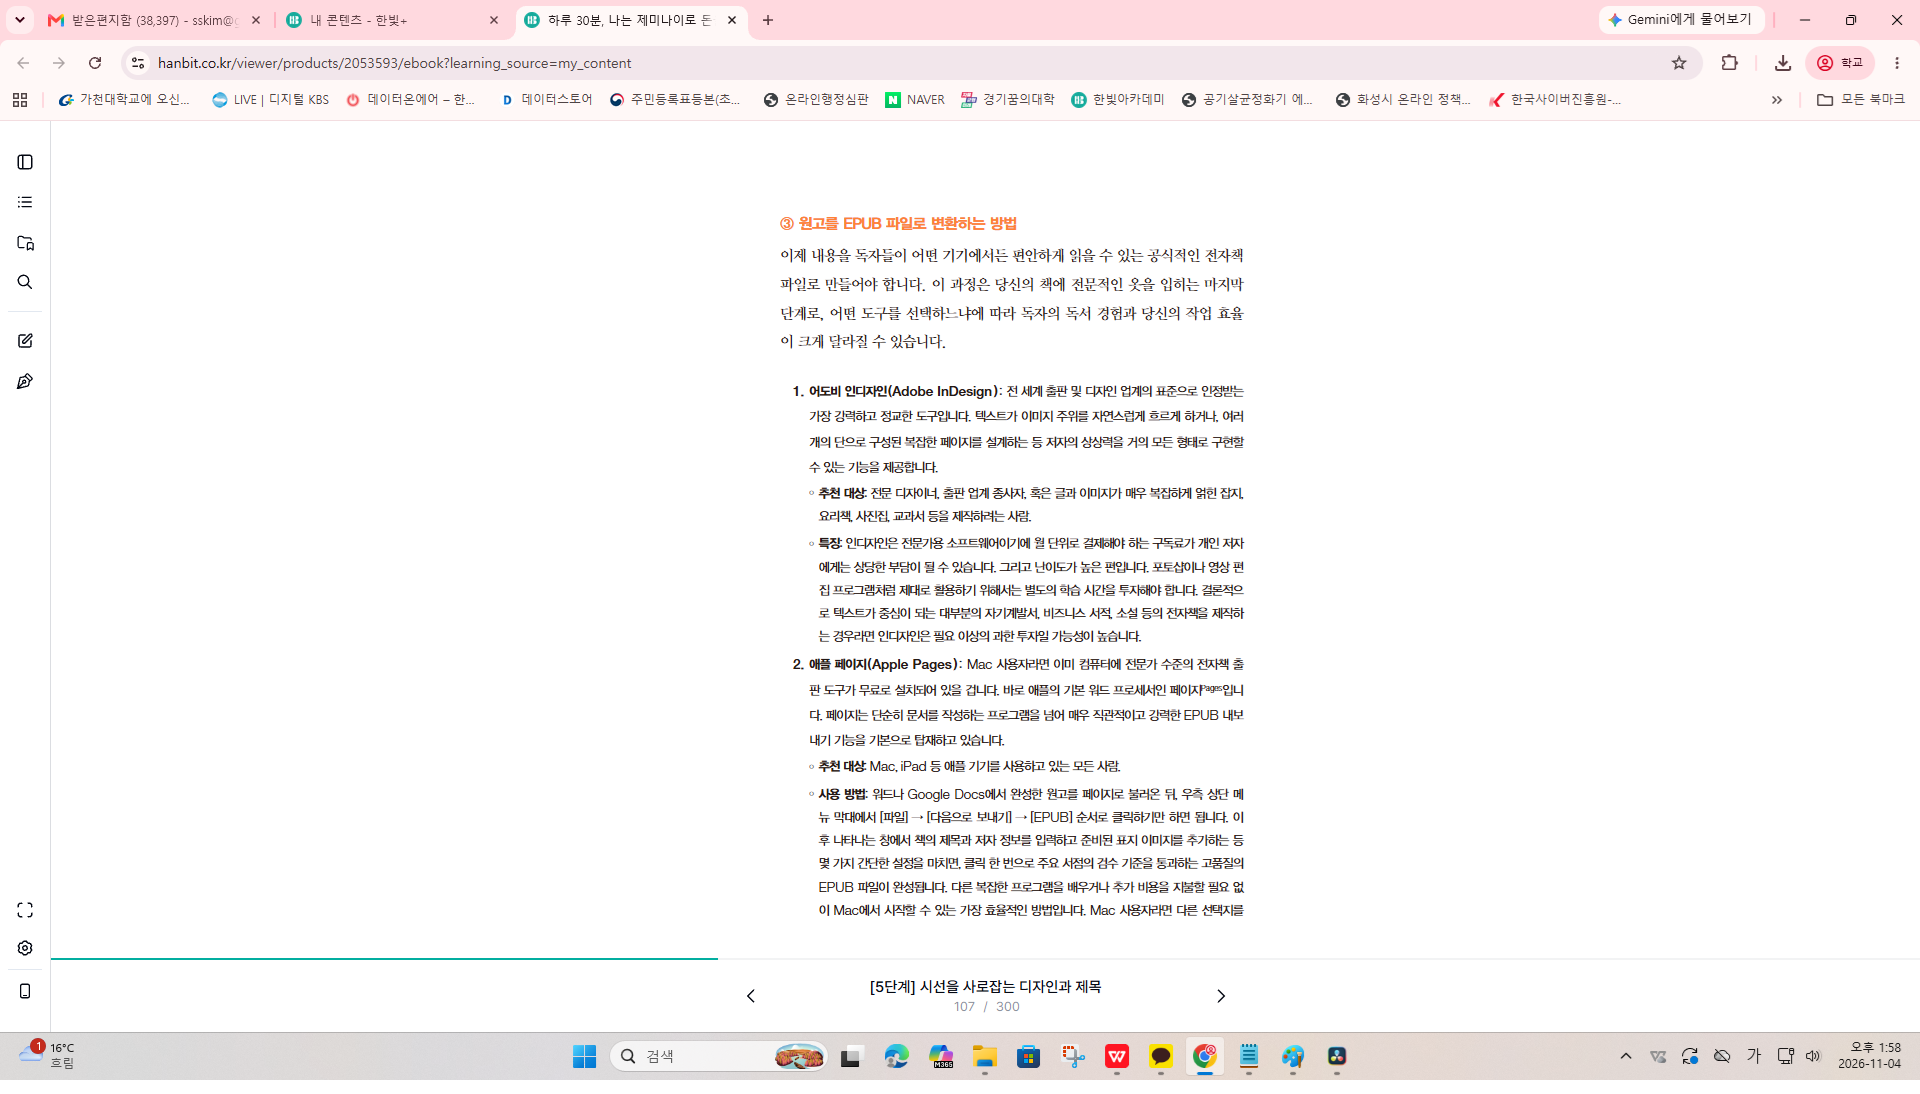 받은편지함 (38,397) - sskim@g
내 콘텐츠 - 한빛+
하루 30분, 나는 제미나이로 돈
Gemini에게 물어보기
hanbit.co.kr/viewer/products/2053593/ebook?learning_source=my_content
학교
가천대학교에 오신...
LIVE | 디지털 KBS
데이터온에어 – 한...
데이터스토어
주민등록표등본(초...
온라인행정심판
NAVER
경기꿈의대학
한빛아카데미
공기살균정화기 에...
화성시 온라인 정책...
한국사이버진흥원-...
모든 북마크
③ 원고를 EPUB 파일로 변환하는 방법
이제 내용을 독자들이 어떤 기기에서든 편안하게 읽을 수 있는 공식적인 전자책
파일로 만들어야 합니다. 이 과정은 당신의 책에 전문적인 옷을 입히는 마지막
단계로, 어떤 도구를 선택하느냐에 따라 독자의 독서 경험과 당신의 작업 효율
이 크게 달라질 수 있습니다.
1. 어도비 인디자인(Adobe InDesign): 전 세계 출판 및 디자인 업계의 표준으로 인정받는
가장 강력하고 정교한 도구입니다. 텍스트가 이미지 주위를 자연스럽게 흐르게 하거나, 여러
개의 단으로 구성된 복잡한 페이지를 설계하는 등 저자의 상상력을 거의 모든 형태로 구현할
수 있는 기능을 제공합니다.
◦ 추천 대상: 전문 디자이너, 출판 업계 종사자, 혹은 글과 이미지가 매우 복잡하게 얽힌 잡지,
요리책, 사진집, 교과서 등을 제작하려는 사람.
◦ 특징: 인디자인은 전문가용 소프트웨어이기에 월 단위로 결제해야 하는 구독료가 개인 저자
에게는 상당한 부담이 될 수 있습니다. 그리고 난이도가 높은 편입니다. 포토샵이나 영상 편
집 프로그램처럼 제대로 활용하기 위해서는 별도의 학습 시간을 투자해야 합니다. 결론적으
로 텍스트가 중심이 되는 대부분의 자기계발서, 비즈니스 서적, 소설 등의 전자책을 제작하
는 경우라면 인디자인은 필요 이상의 과한 투자일 가능성이 높습니다.
2. 애플 페이지(Apple Pages): Mac 사용자라면 이미 컴퓨터에 전문가 수준의 전자책 출
판 도구가 무료로 설치되어 있을 겁니다. 바로 애플의 기본 워드 프로세서인 페이지Pages입니
다. 페이지는 단순히 문서를 작성하는 프로그램을 넘어 매우 직관적이고 강력한 EPUB 내보
내기 기능을 기본으로 탑재하고 있습니다.
◦ 추천 대상: Mac, iPad 등 애플 기기를 사용하고 있는 모든 사람.
◦ 사용 방법: 워드나 Google Docs에서 완성한 원고를 페이지로 불러온 뒤, 우측 상단 메
뉴 막대에서 [파일] → [다음으로 보내기] → [EPUB] 순서로 클릭하기만 하면 됩니다. 이
후 나타나는 창에서 책의 제목과 저자 정보를 입력하고 준비된 표지 이미지를 추가하는 등
몇 가지 간단한 설정을 마치면, 클릭 한 번으로 주요 서점의 검수 기준을 통과하는 고품질의
EPUB 파일이 완성됩니다. 다른 복잡한 프로그램을 배우거나 추가 비용을 지불할 필요 없
이 Mac에서 시작할 수 있는 가장 효율적인 방법입니다. Mac 사용자라면 다른 선택지를
[5단계] 시선을 사로잡는 디자인과 제목
107 / 300
1
16°C
흐림
검색
M365
가
오후 1:58
2026-11-04